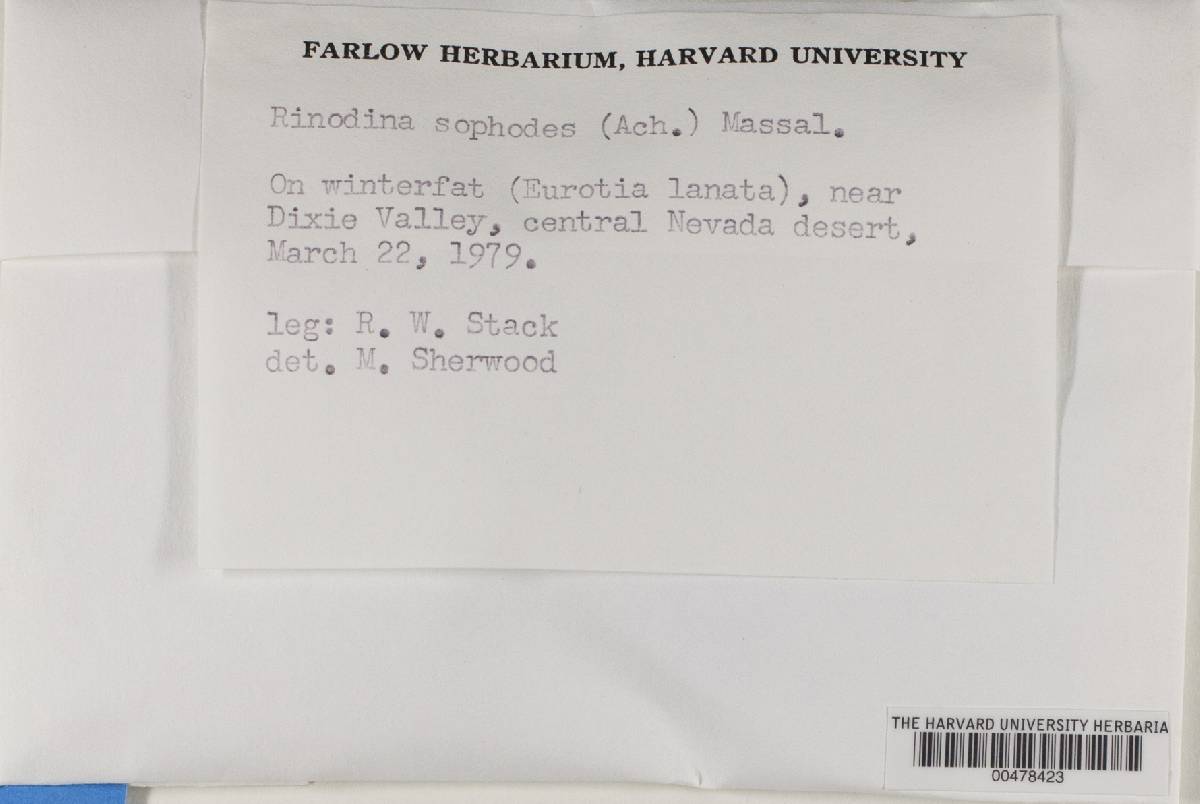 FARLOW HERBARIUM, HARVARD UNIVERSITY
Rinodina sophodes (Ach.) Massal.
On winterfat (Eurotia lanata), near
Dixie Valley, central Nevada desert,
March 22, 1979.
leg: R. W. Stack
det. M. Sherwood
THE HARVARD UNIVERSITY HERBARIA
00478423